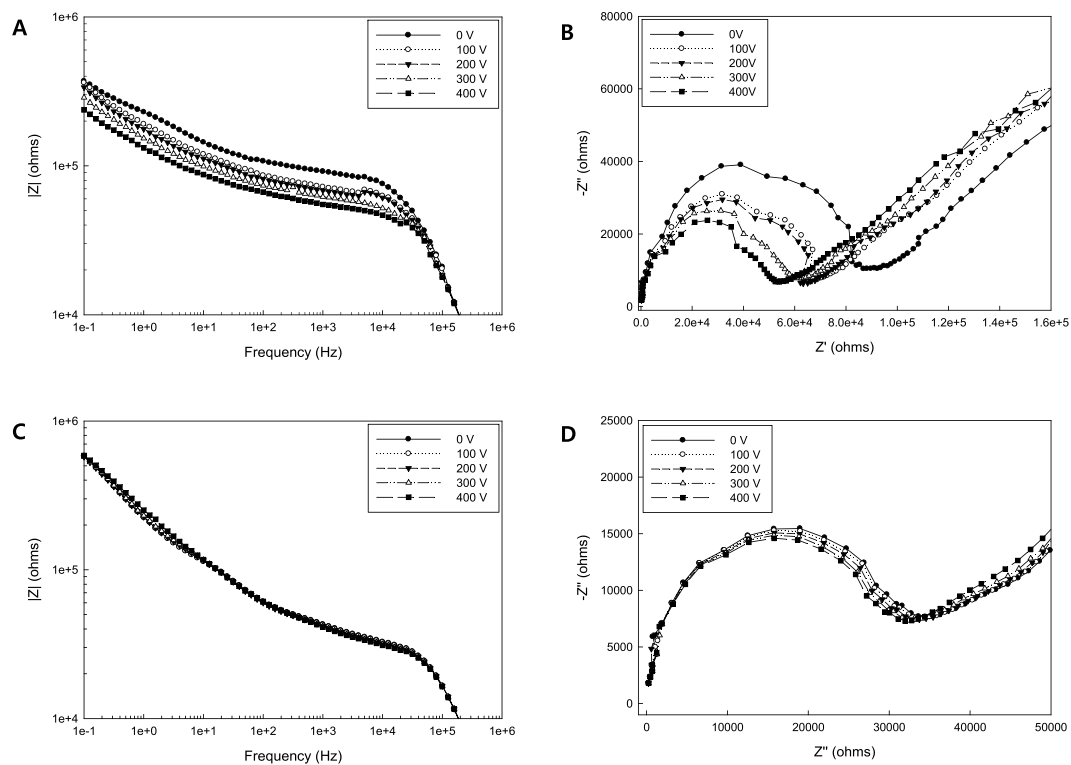 A
1e+6
1e+5
1e+4
|Z| (ohms)
0 V
100 V
200 V
300 V
400 V
1e-1 1e+0 1e+1 1e+2 1e+3 1e+4 1e+5 1e+6
Frequency (Hz)
B
80000
60000
40000
20000
0
-Z" (ohms)
0V
100V
200V
300V
400V
0.0 2.0e+4 4.0e+4 6.0e+4 8.0e+4 1.0e+5 1.2e+5 1.4e+5 1.6e+5
Z' (ohms)
C
1e+6
1e+5
1e+4
|Z| (ohms)
0 V
100 V
200 V
300 V
400 V
1e-1 1e+0 1e+1 1e+2 1e+3 1e+4 1e+5 1e+6
Frequency (Hz)
D
25000
20000
15000
10000
5000
0
-Z" (ohms)
0 V
100 V
200 V
300 V
400 V
0 10000 20000 30000 40000 50000
Z" (ohms)